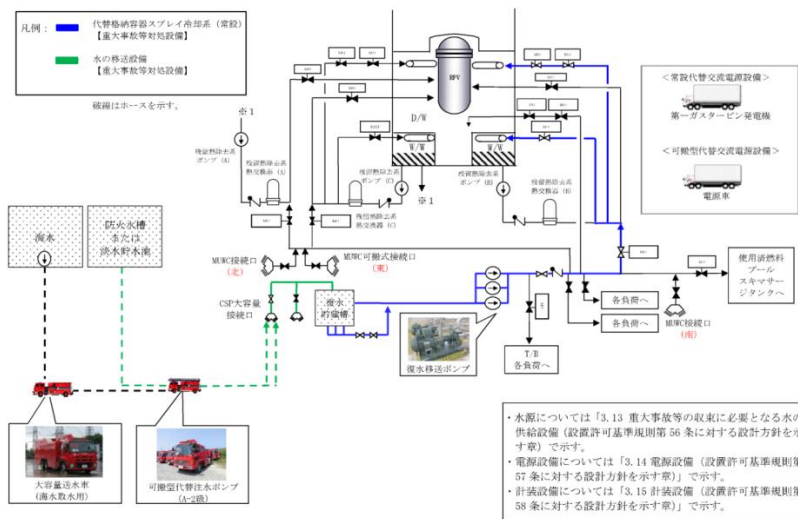 凡例：
代替格納容器スプレイ冷却系（常設）
【重大事故等対処設備】
水の移送設備
【重大事故等対処設備】
破線はホースを示す。
RPV
D/W
W/W
W/W
※1
※1
残留熱除去系
ポンプ (A)
残留熱除去系
熱交換器 (A)
残留熱除去系
ポンプ (C)
残留熱除去系
熱交換器 (C)
残留熱除去系
ポンプ (B)
残留熱除去系
熱交換器 (B)
＜常設代替交流電源設備＞
第一ガスタービン発電機
＜可搬型代替交流電源設備＞
電源車
海水
防火水槽
または
淡水貯水池
MUWC接続口
(北)
MUWC可搬式接続口
(東)
CSP大容量
接続口
復水
貯蔵槽
復水移送ポンプ
T/B
各負荷へ
各負荷へ
各負荷へ
MUWC接続口
(南)
使用済燃料
プール
スキマサー
ジタンクへ
大容量送水車
(海水取水用)
可搬型代替注水ポンプ
(A-2級)
・水源については「3.13 重大事故等の収束に必要となる水の
供給設備（設置許可基準規則第 56 条に対する設計方針を示
す章）で示す。
・電源設備については「3.14 電源設備（設置許可基準規則第
57 条に対する設計方針を示す章）」で示す。
・計装設備については「3.15 計装設備（設置許可基準規則第
58 条に対する設計方針を示す章）」で示す。